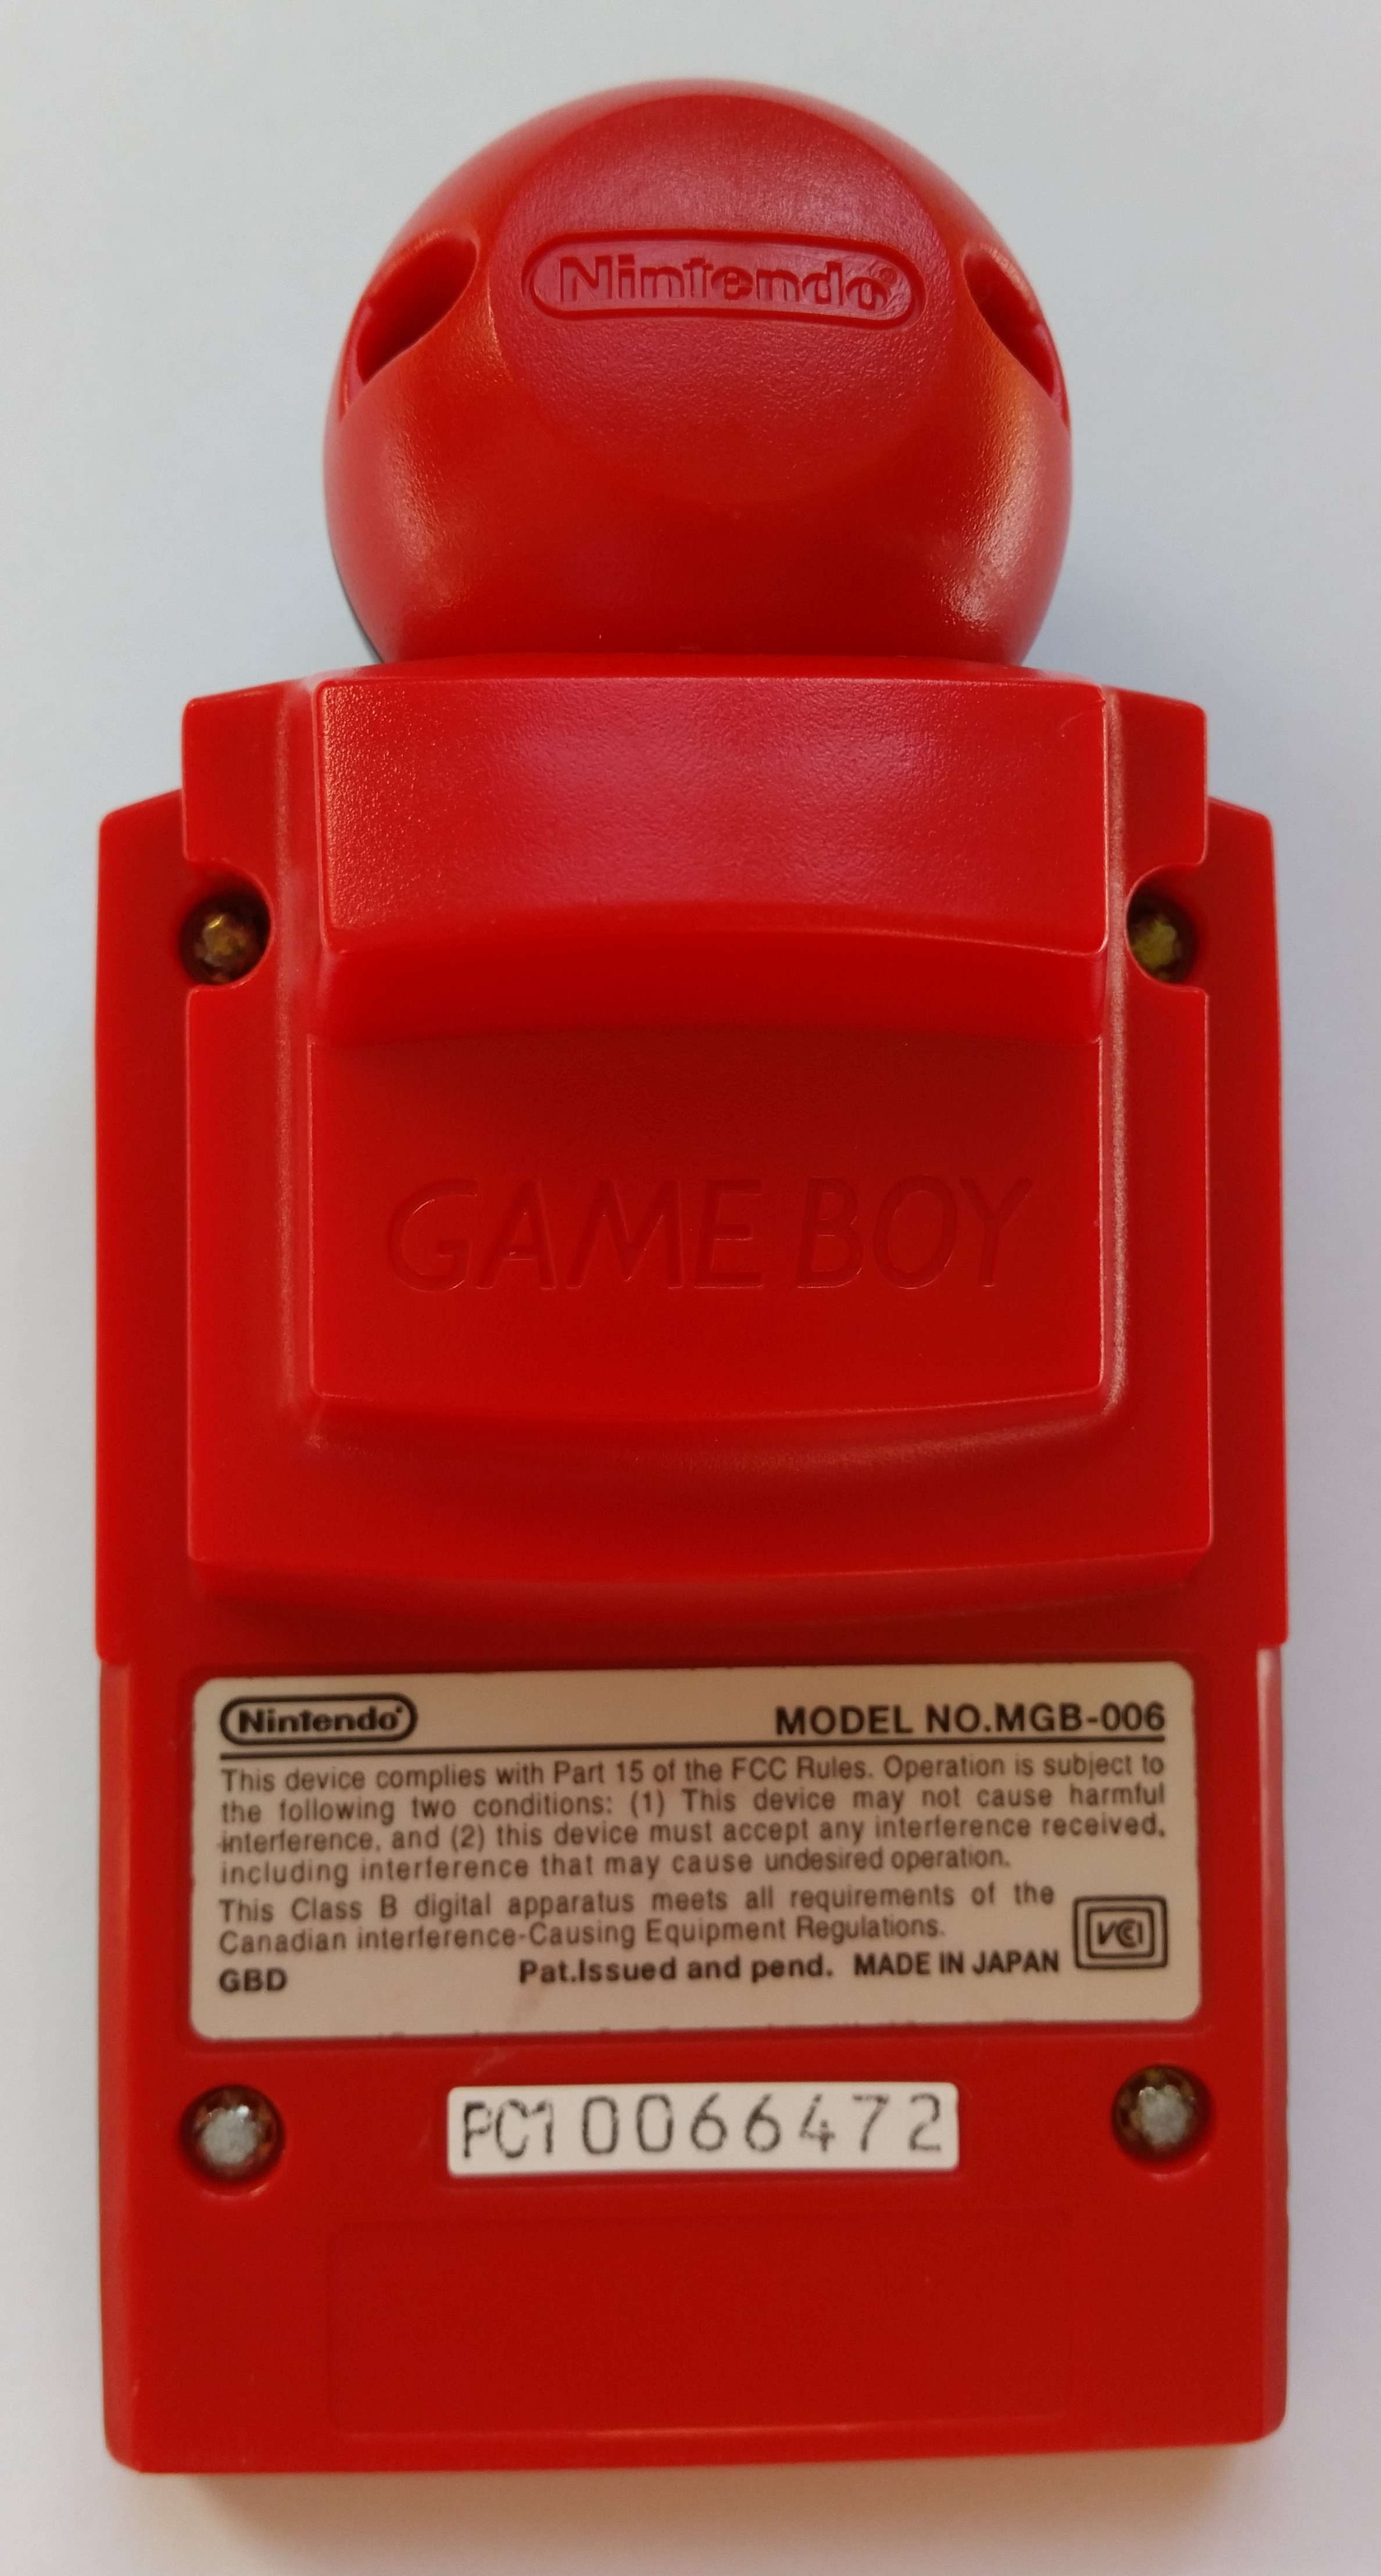 Nintendo®
GAME BOY
Nintendo® MODEL NO.MGB-006
This device complies with Part 15 of the FCC Rules. Operation is subject to
the following two conditions: (1) This device may not cause harmful
interference, and (2) this device must accept any interference received,
including interference that may cause undesired operation.
This Class B digital apparatus meets all requirements of the
Canadian interference-Causing Equipment Regulations.
VCI
GBD Pat.Issued and pend. MADE IN JAPAN
PC10066472